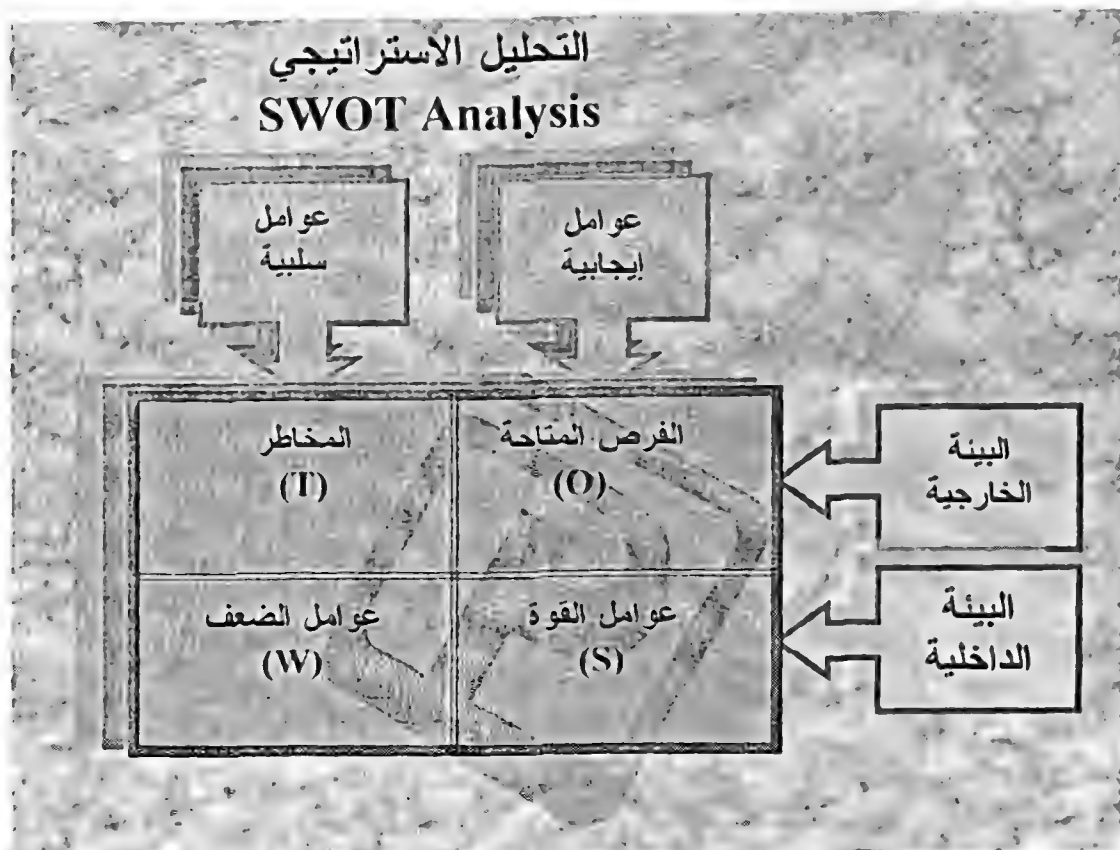 التحليل الاستراتيجي
SWOT Analysis
عوامل
إيجابية
عوامل
سلبية
البيئة
الخارجية
الفرص المتاحة
(O)
المخاطر
(T)
البيئة
الداخلية
عوامل القوة
(S)
عوامل الضعف
(W)